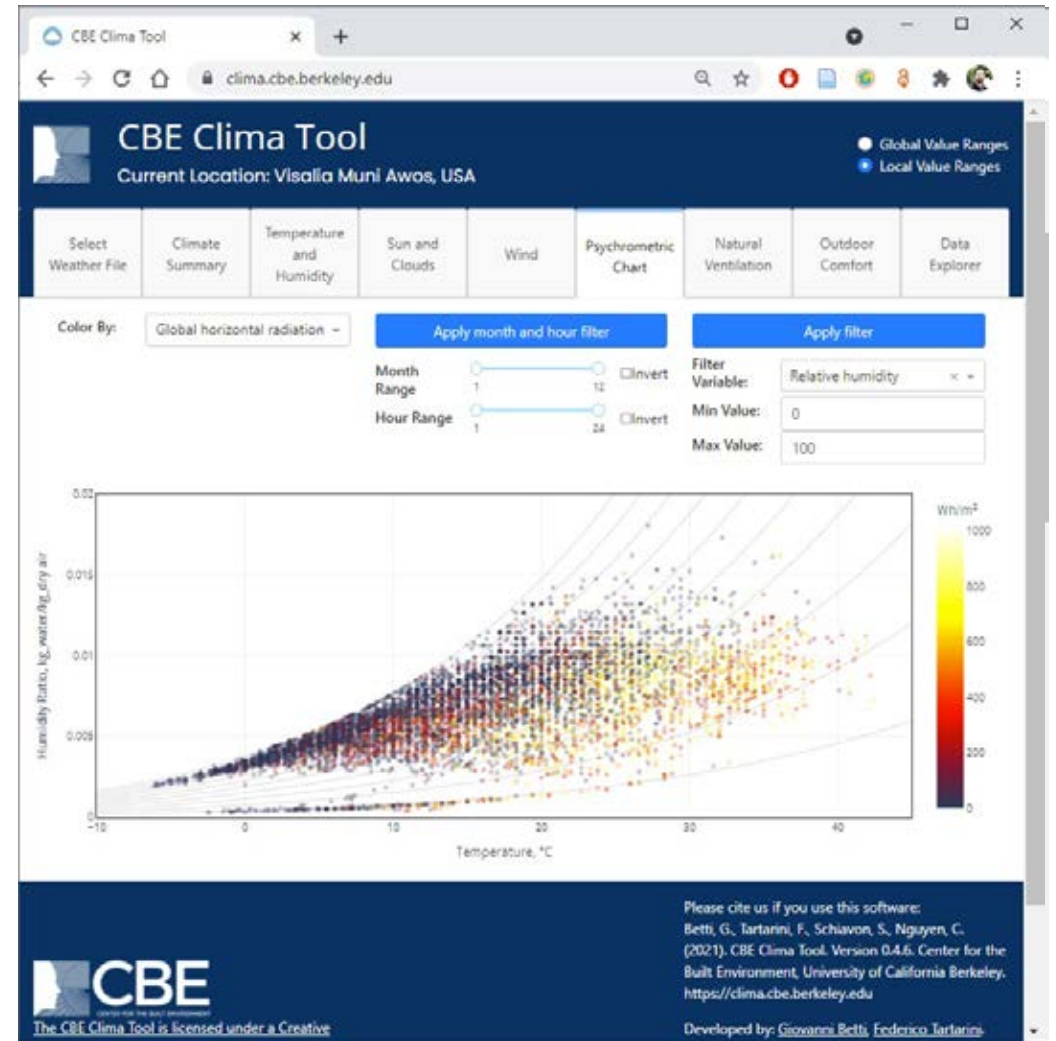 CBE Clima Tool
clima.cbe.berkeley.edu
CBE Clima Tool
Current Location: Visalia Muni Awos, USA
Global Value Ranges
Local Value Ranges
Select Weather File
Climate Summary
Temperature and Humidity
Sun and Clouds
Wind
Psychrometric Chart
Natural Ventilation
Outdoor Comfort
Data Explorer
Color By:
Global horizontal radiation
Apply month and hour filter
Apply filter
Month Range
1
12
Invert
Hour Range
1
24
Invert
Filter Variable:
Relative humidity
Min Value:
0
Max Value:
100
Humidity Ratio, kg_water/kg_dry air
0.02
0.015
0.01
0.005
0
-10
0
10
20
30
40
Temperature, °C
Wh/m²
1000
800
600
400
200
0
Please cite us if you use this software:
Betti, G., Tartarini, F., Schiavon, S., Nguyen, C.
(2021). CBE Clima Tool. Version 0.4.6. Center for the
Built Environment, University of California Berkeley.
https://clima.cbe.berkeley.edu
CBE
CENTER FOR THE BUILT ENVIRONMENT
The CBE Clima Tool is licensed under a Creative
Developed by: Giovanni Betti, Federico Tartarini.